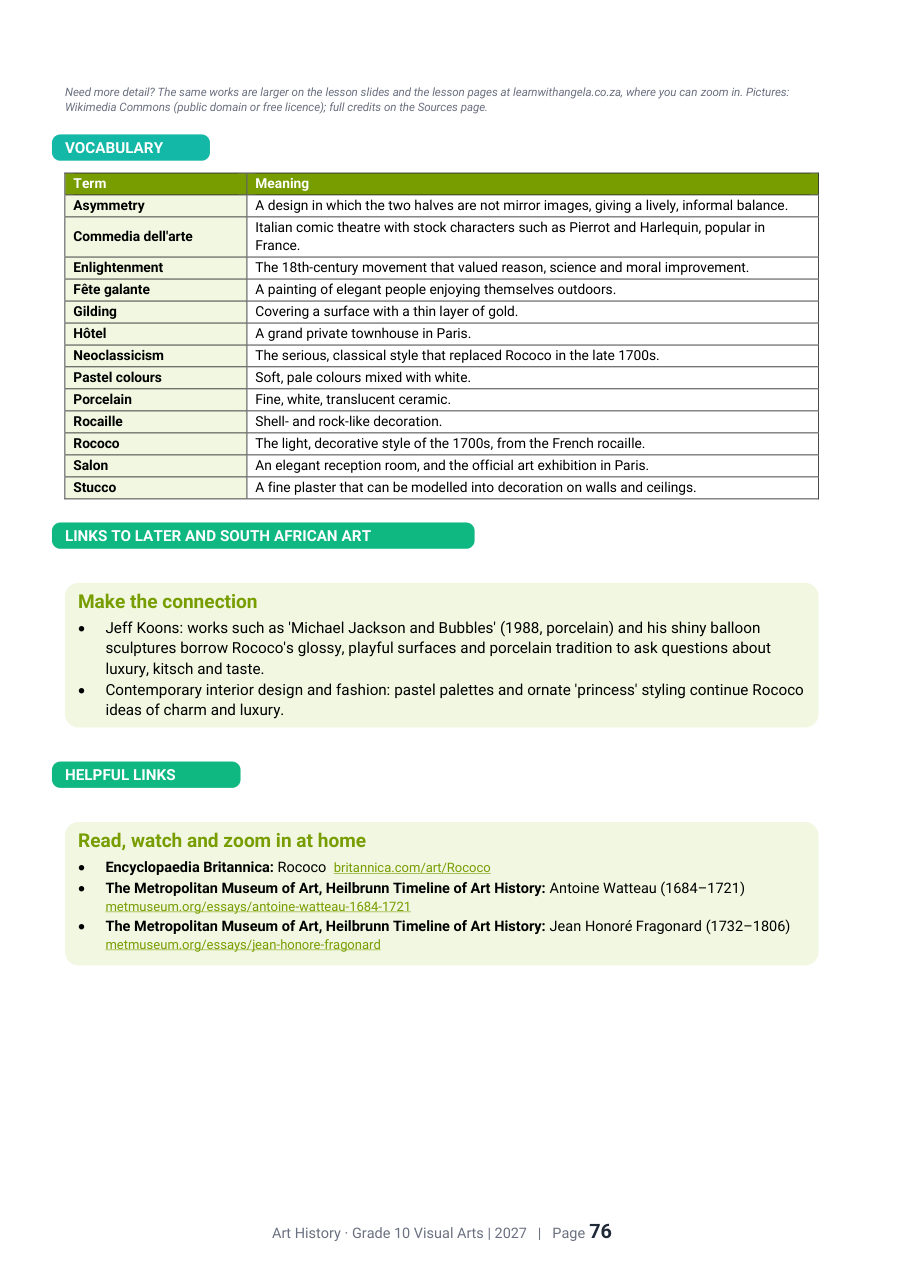 Need more detail? The same works are larger on the lesson slides and the lesson pages at learnwithangela.co.za, where you can zoom in. Pictures:
Wikimedia Commons (public domain or free licence); full credits on the Sources page.
VOCABULARY
Term Meaning
Asymmetry A design in which the two halves are not mirror images, giving a lively, informal balance.
Commedia dell'arte Italian comic theatre with stock characters such as Pierrot and Harlequin, popular in
France.
Enlightenment The 18th-century movement that valued reason, science and moral improvement.
Fête galante A painting of elegant people enjoying themselves outdoors.
Gilding Covering a surface with a thin layer of gold.
Hôtel A grand private townhouse in Paris.
Neoclassicism The serious, classical style that replaced Rococo in the late 1700s.
Pastel colours Soft, pale colours mixed with white.
Porcelain Fine, white, translucent ceramic.
Rocaille Shell- and rock-like decoration.
Rococo The light, decorative style of the 1700s, from the French rocaille.
Salon An elegant reception room, and the official art exhibition in Paris.
Stucco A fine plaster that can be modelled into decoration on walls and ceilings.
LINKS TO LATER AND SOUTH AFRICAN ART
Make the connection
• Jeff Koons: works such as 'Michael Jackson and Bubbles' (1988, porcelain) and his shiny balloon
sculptures borrow Rococo's glossy, playful surfaces and porcelain tradition to ask questions about
luxury, kitsch and taste.
• Contemporary interior design and fashion: pastel palettes and ornate 'princess' styling continue Rococo
ideas of charm and luxury.
HELPFUL LINKS
Read, watch and zoom in at home
• Encyclopaedia Britannica: Rococo britannica.com/art/Rococo
• The Metropolitan Museum of Art, Heilbrunn Timeline of Art History: Antoine Watteau (1684–1721)
metmuseum.org/essays/antoine-watteau-1684-1721
• The Metropolitan Museum of Art, Heilbrunn Timeline of Art History: Jean Honoré Fragonard (1732–1806)
metmuseum.org/essays/jean-honore-fragonard
Art History · Grade 10 Visual Arts | 2027 | Page 76